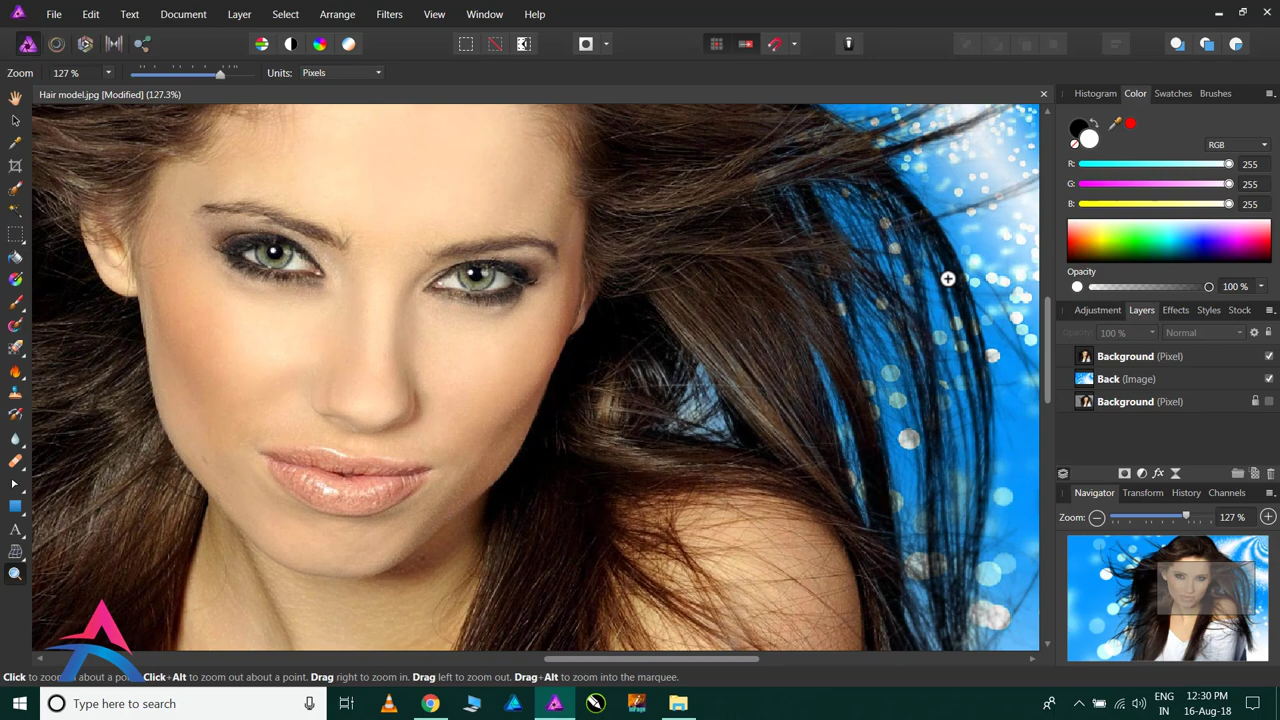 File Edit Text Document Layer Select Arrange Filters View Window Help
Zoom 127 % Units: Pixels
Hair model.jpg [Modified] (127.3%)
Histogram Color Swatches Brushes
RGB
R: 255
G: 255
B: 255
Opacity
100 %
Adjustment Layers Effects Styles Stock
Opacity: 100 % Normal
Background (Pixel)
Back (Image)
Background (Pixel)
Navigator Transform History Channels
Zoom: 127 %
Click to zoom about a Click+Alt to zoom out about a point. Drag right to zoom in. Drag left to zoom out. Drag+Alt to zoom into the marquee.
Type here to search
ENG 12:30 PM
IN 16-Aug-18